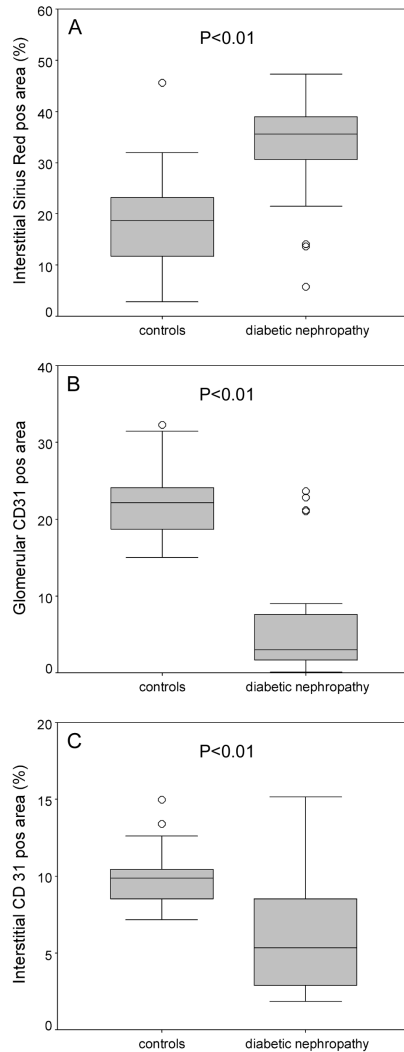 A
P<0.01
Interstitial Sirius Red pos area (%)
60
50
40
30
20
10
0
controls diabetic nephropathy
B
P<0.01
Glomerular CD31 pos area
40
30
20
10
0
controls diabetic nephropathy
C
P<0.01
Interstitial CD 31 pos area (%)
20
15
10
5
0
controls diabetic nephropathy